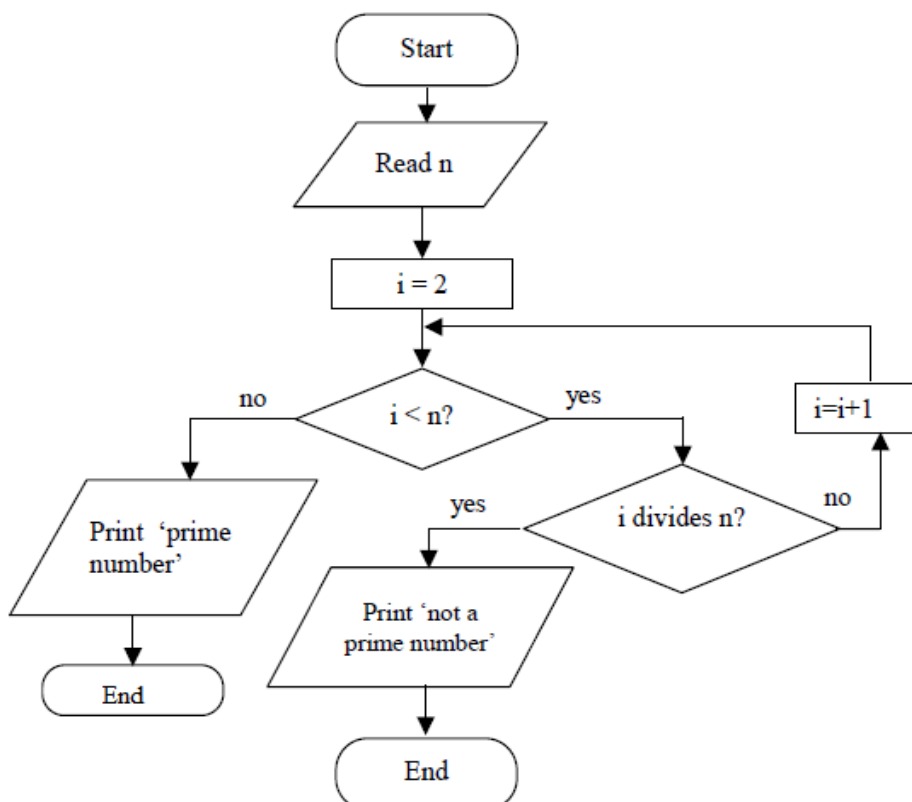 Start
Read n
i = 2
i < n?
no
yes
i=i+1
i divides n?
yes
no
Print ‘prime
number’
Print ‘not a
prime number’
End
End